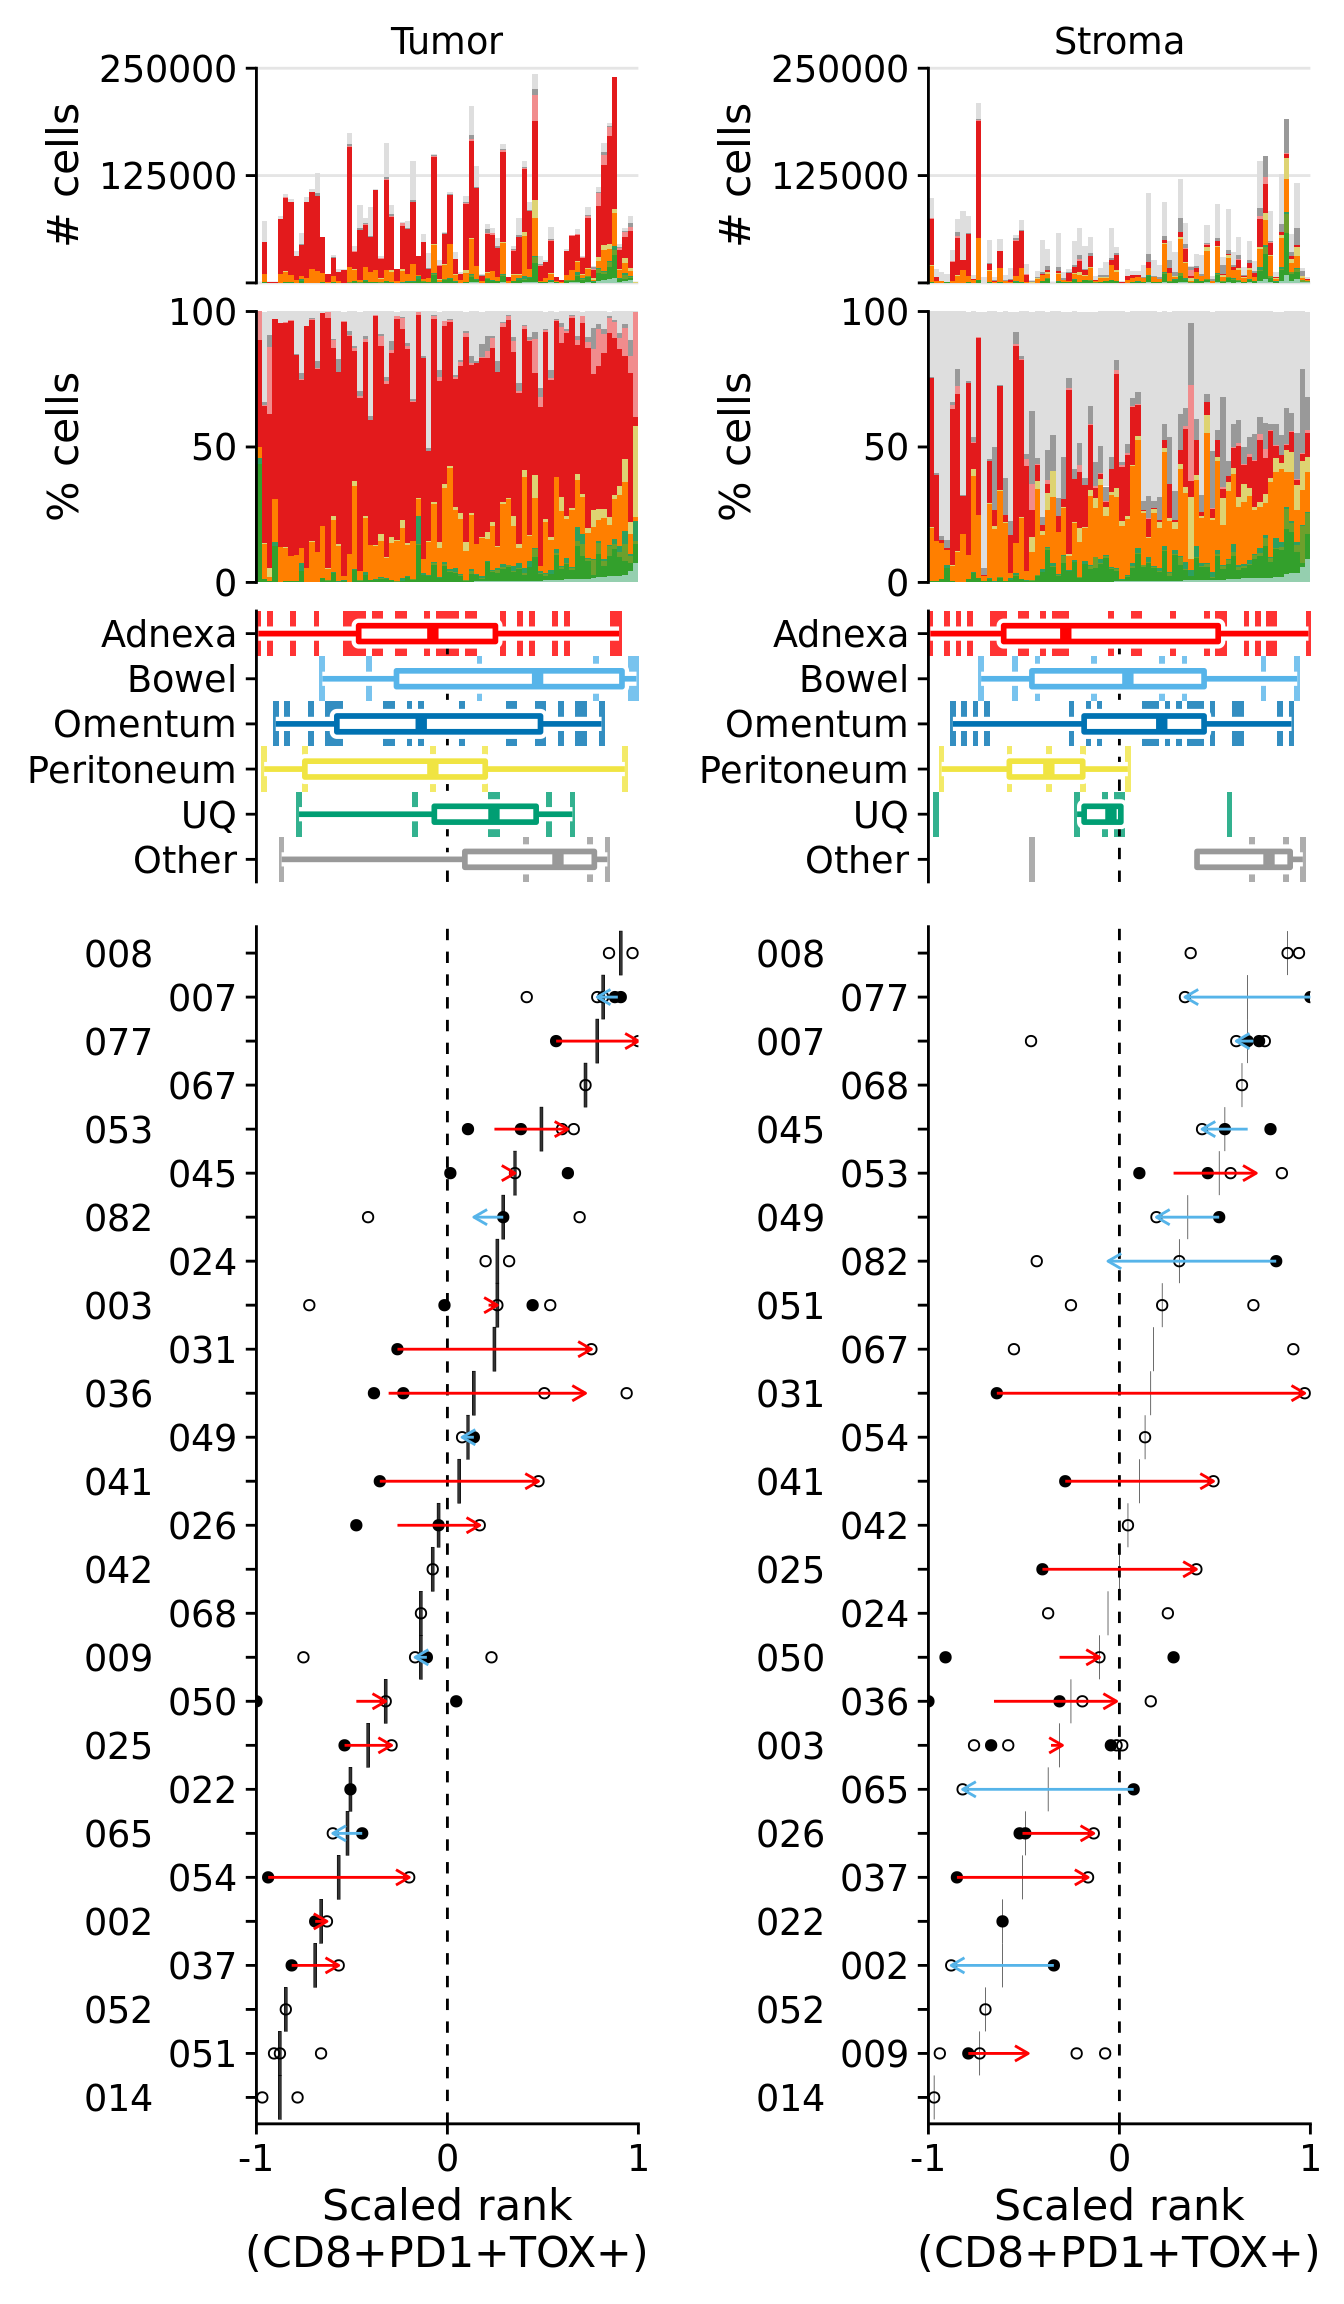 Tumor
Stroma
250000
125000
# cells
250000
125000
# cells
100
50
0
% cells
100
50
0
% cells
Adnexa
Bowel
Omentum
Peritoneum
UQ
Other
Adnexa
Bowel
Omentum
Peritoneum
UQ
Other
008
007
077
067
053
045
082
024
003
031
036
049
041
026
042
068
009
050
025
022
065
054
002
037
052
051
014
008
077
007
068
045
053
049
082
051
067
031
054
041
042
025
024
050
036
003
065
026
037
022
002
052
009
014
-1 0 1
Scaled rank
(CD8+PD1+TOX+)
-1 0 1
Scaled rank
(CD8+PD1+TOX+)